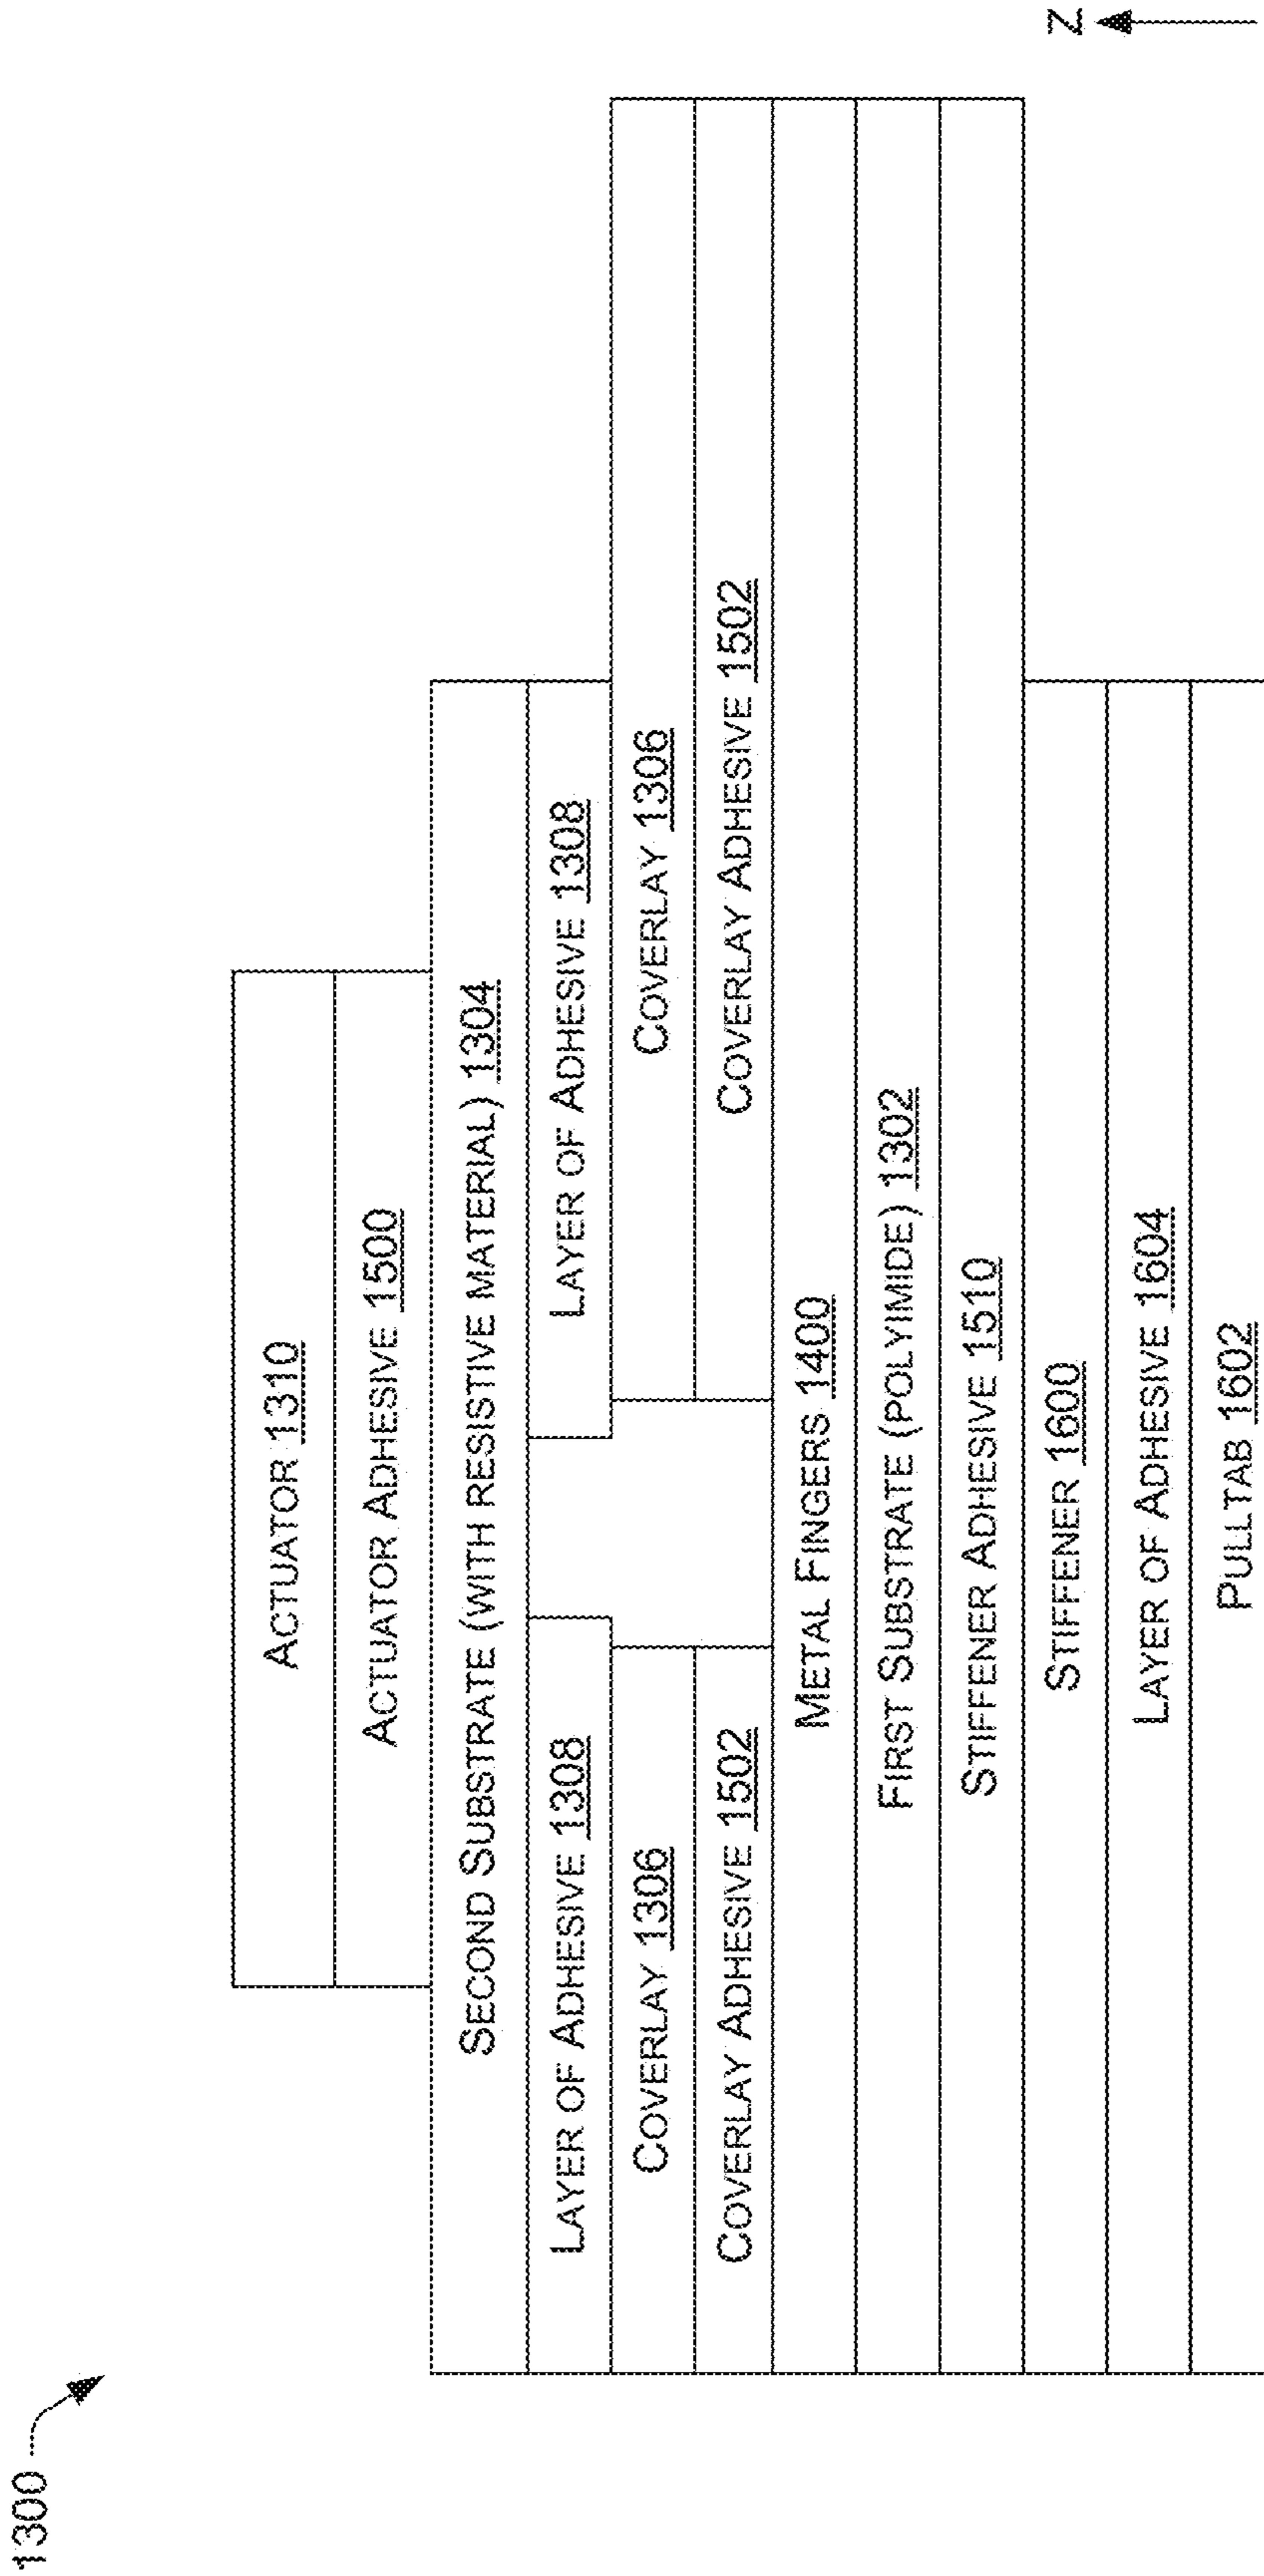 1300
ACTUATOR 1310
ACTUATOR ADHESIVE 1500
SECOND SUBSTRATE (WITH RESISTIVE MATERIAL) 1304
LAYER OF ADHESIVE 1308
LAYER OF ADHESIVE 1308
COVERLAY 1306
COVERLAY 1306
COVERLAY ADHESIVE 1502
COVERLAY ADHESIVE 1502
METAL FINGERS 1400
FIRST SUBSTRATE (POLYIMIDE) 1302
STIFFENER ADHESIVE 1510
STIFFENER 1600
LAYER OF ADHESIVE 1604
PULLTAB 1602
Z